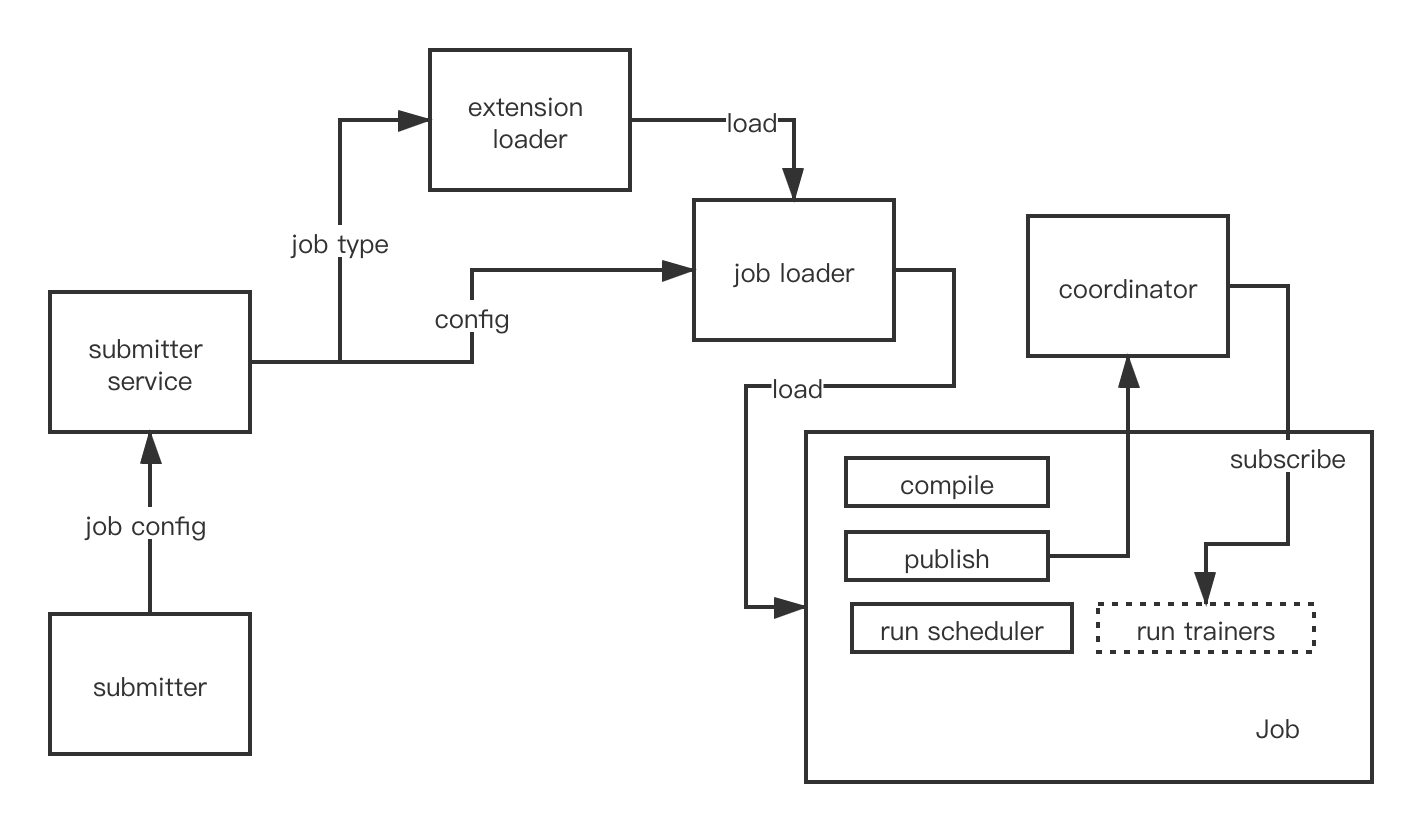 extension
loader
load
job type
job loader
coordinator
config
submitter
service
load
subscribe
compile
job config
publish
run scheduler
run trainers
submitter
Job